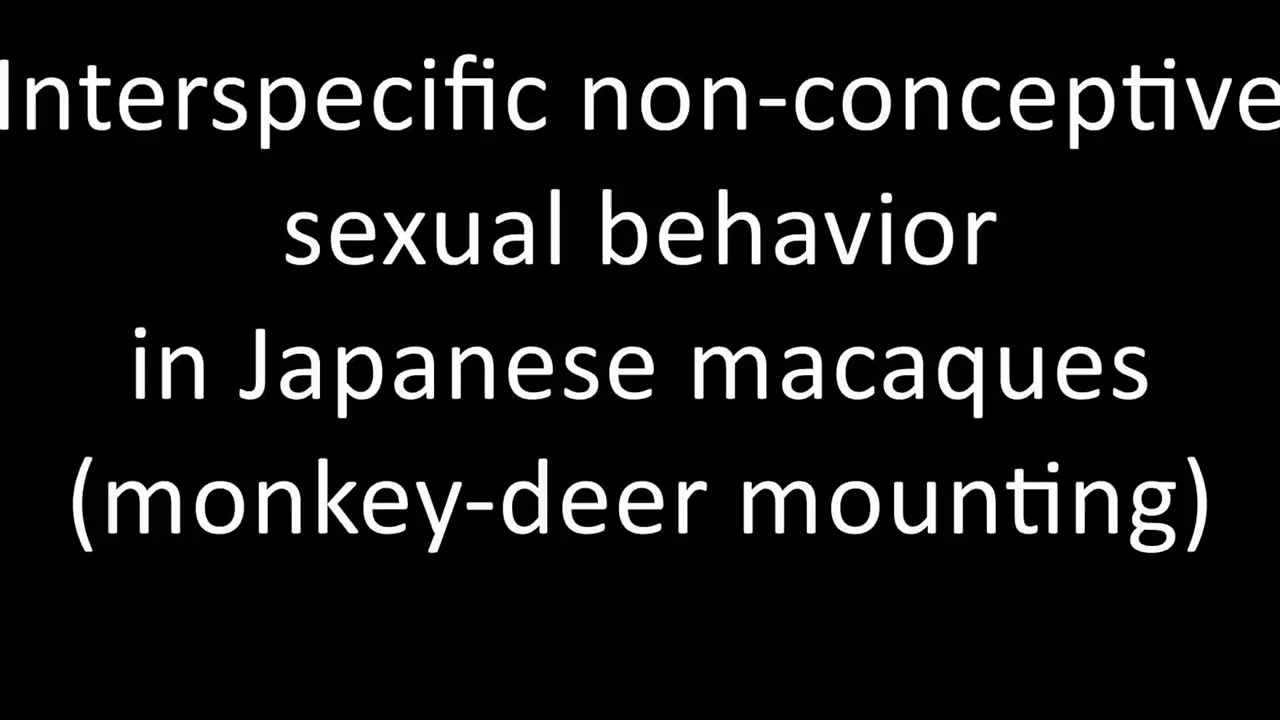 Interspecific non-conceptive
sexual behavior
in Japanese macaques
(monkey-deer mounting)